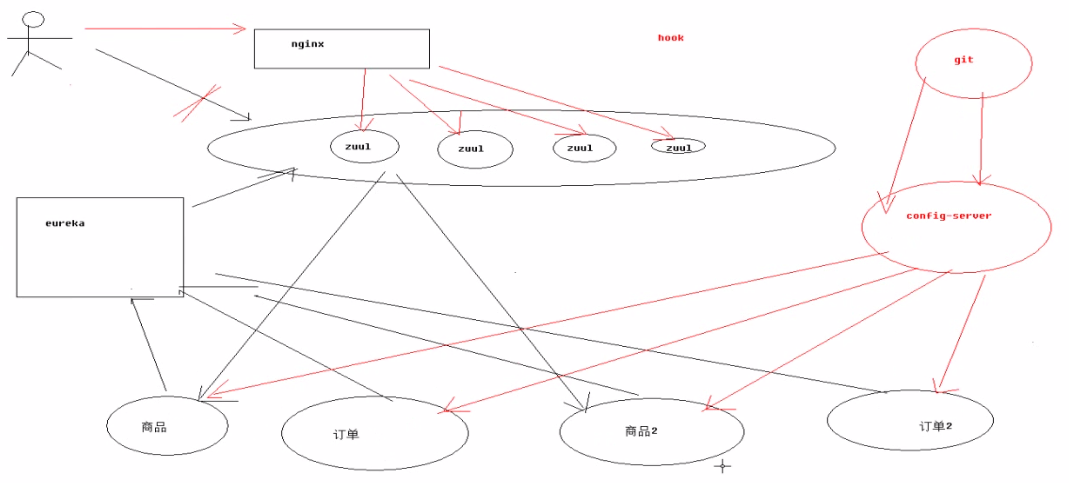 nginx
hook
git
zuul
zuul
zuul
zuul
config-server
eureka
商品
订单
商品2
订单2